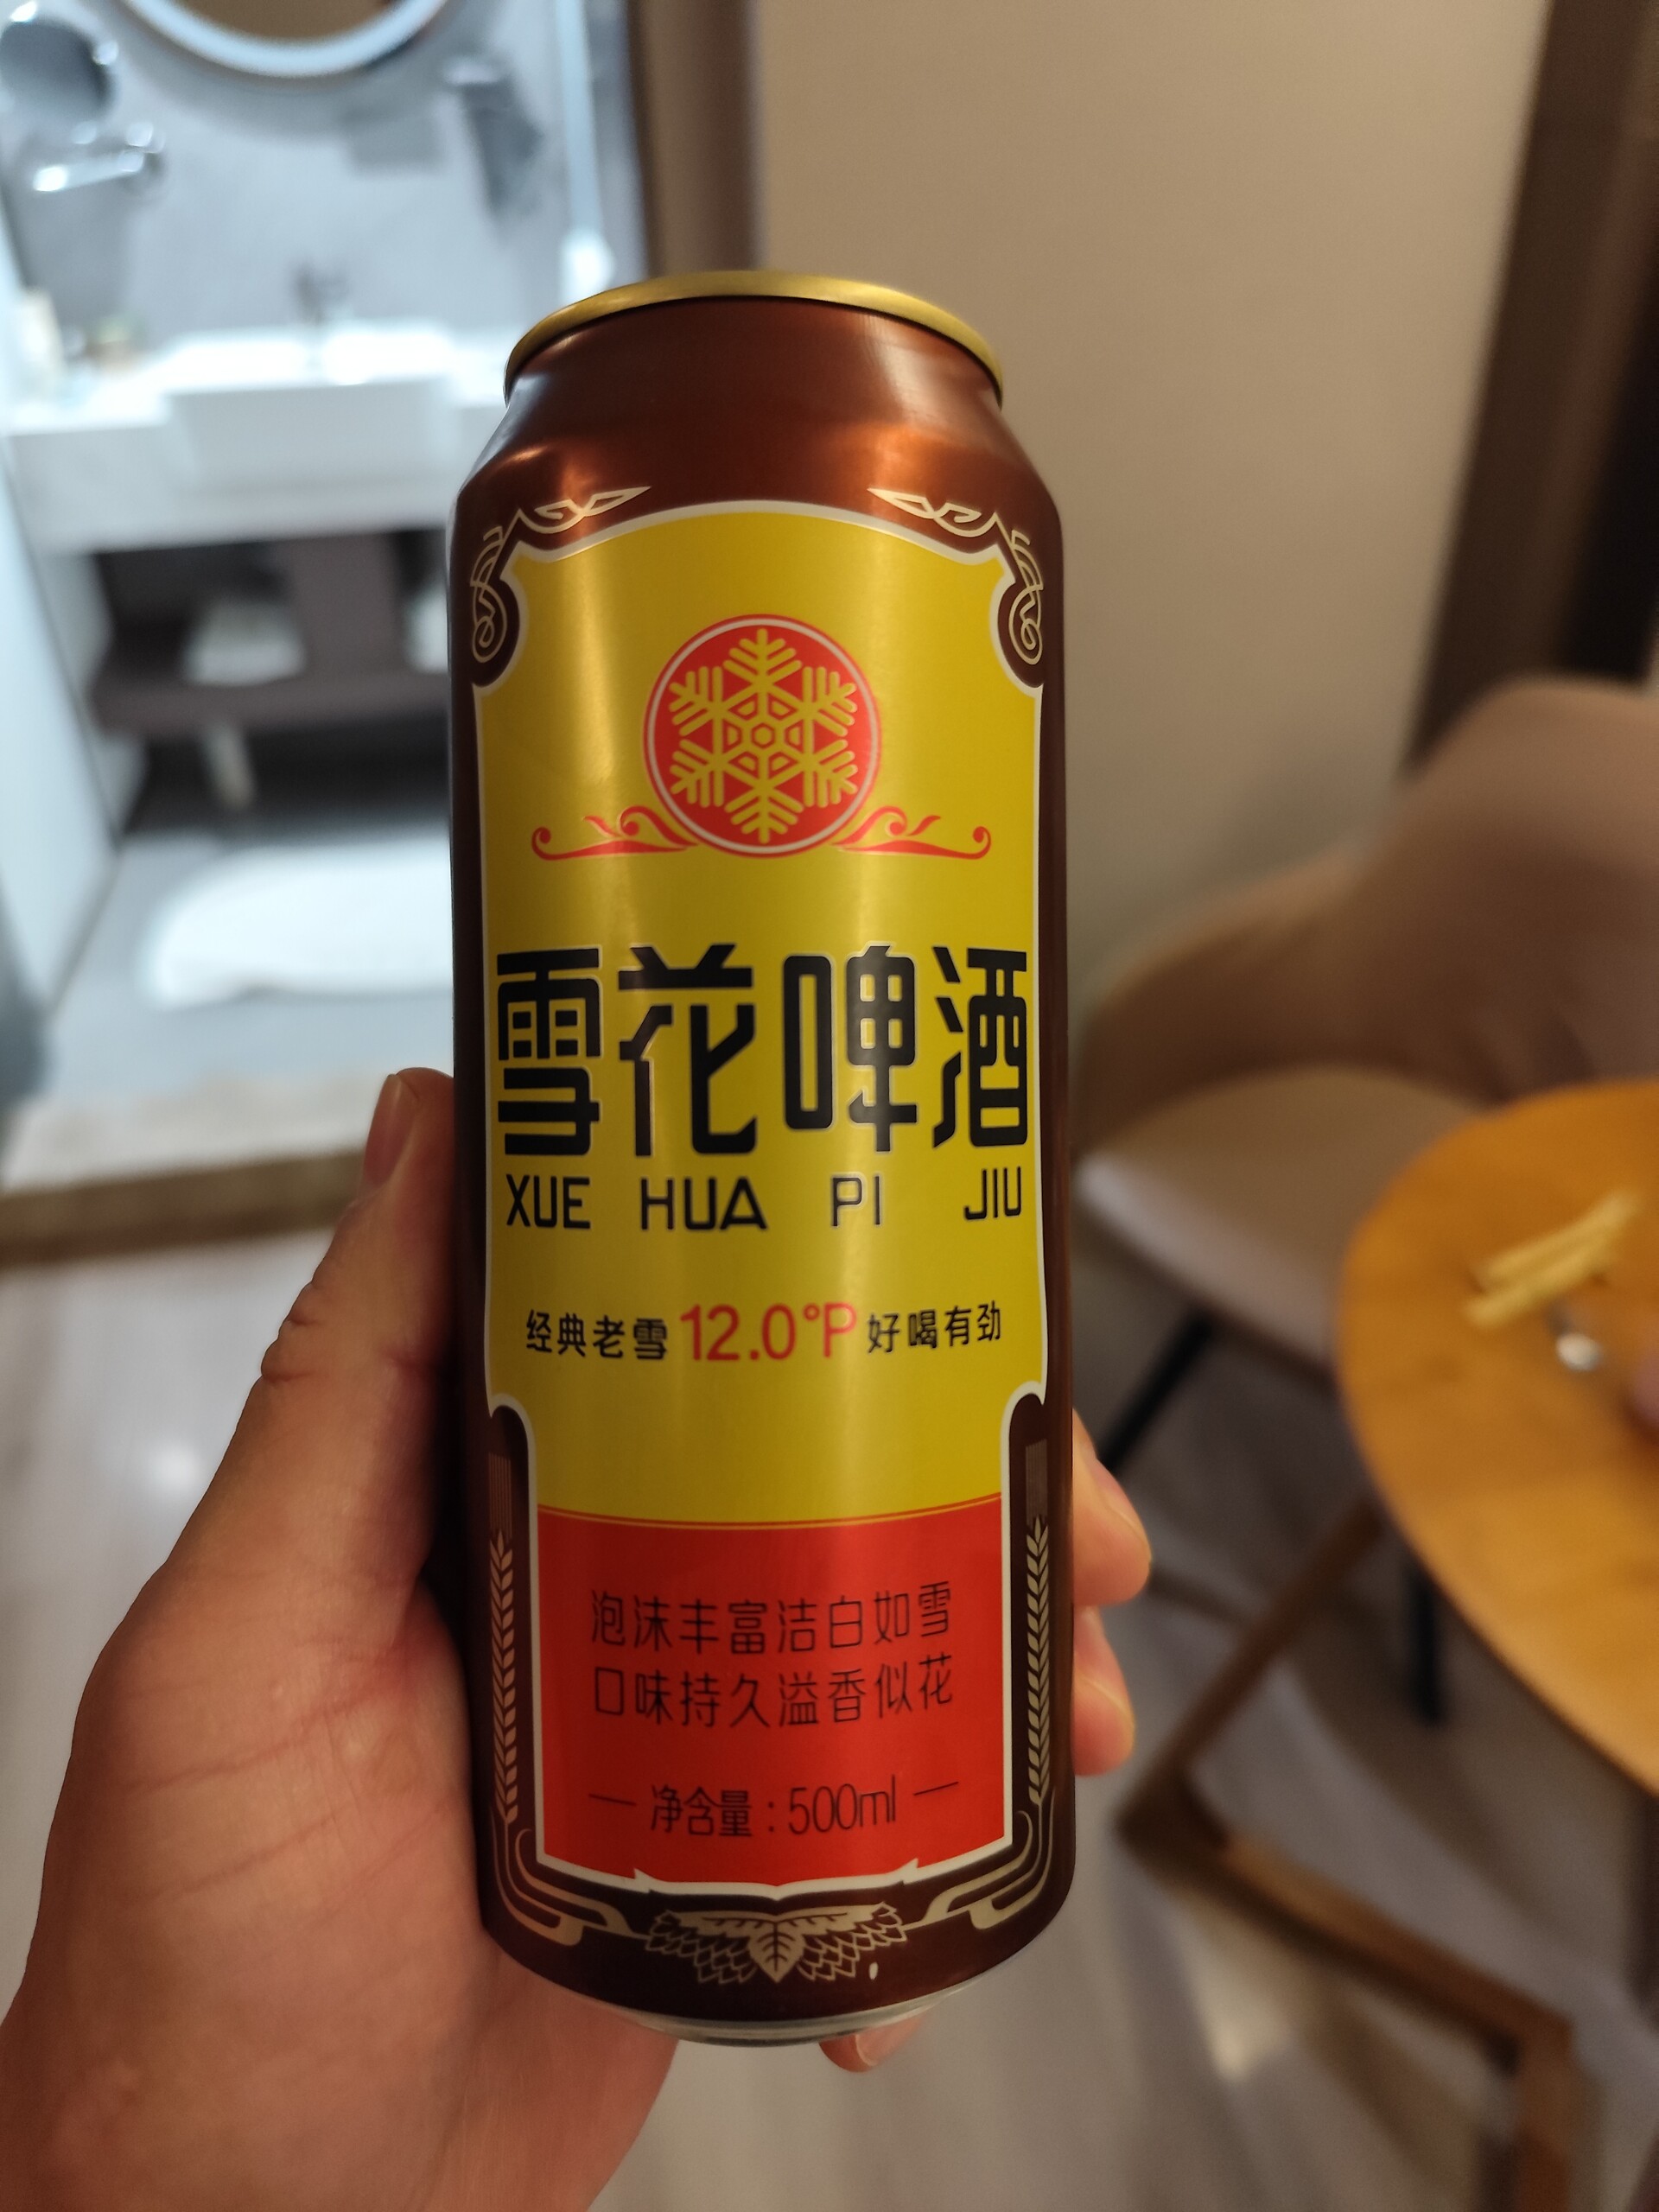 雪花啤酒
XUE HUA PI JIU
经典老雪 12.0°P 好喝有劲
泡沫丰富洁白如雪
口味持久溢香似花
— 净含量:500ml —